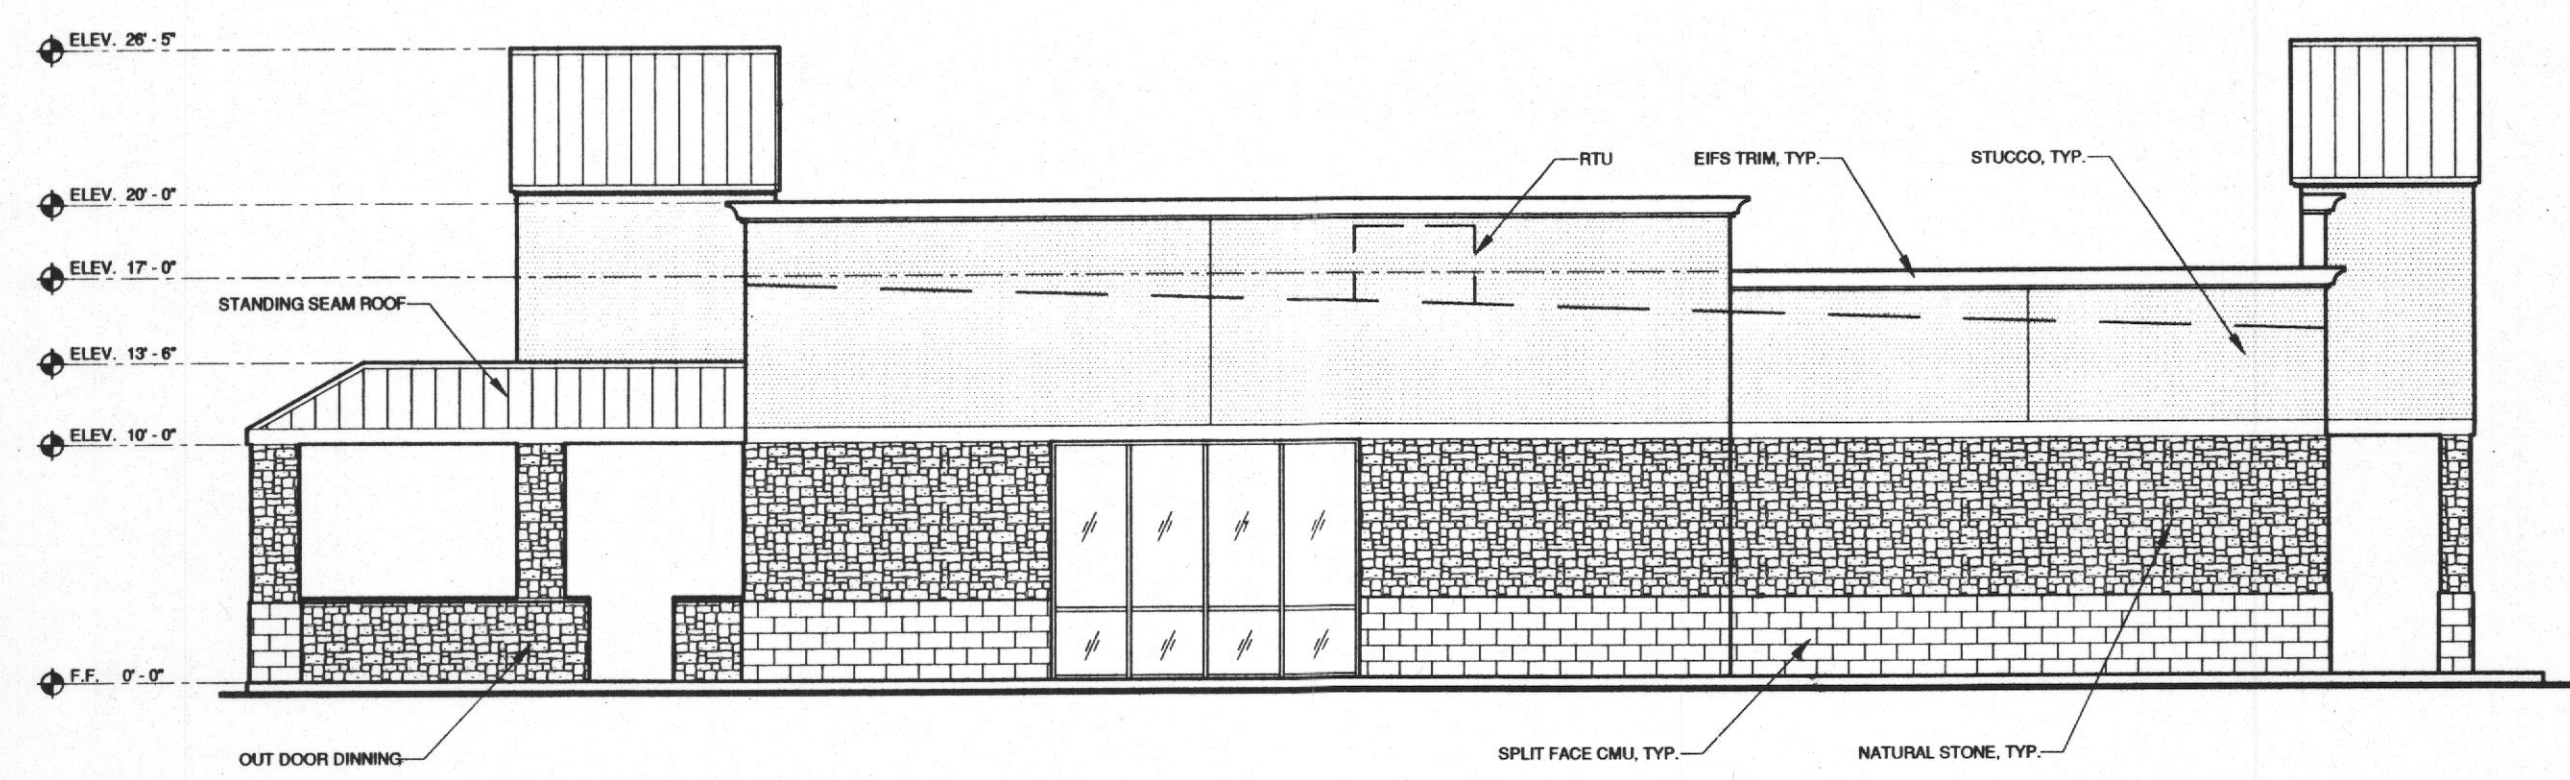 ELEV. 26' - 5"
ELEV. 20' - 0"
RTU
EIFS TRIM, TYP.
STUCCO, TYP.
ELEV. 17' - 0"
STANDING SEAM ROOF
ELEV. 13' - 6"
ELEV. 10' - 0"
F.F. 0' - 0"
OUT DOOR DINNING
SPLIT FACE CMU, TYP.
NATURAL STONE, TYP.